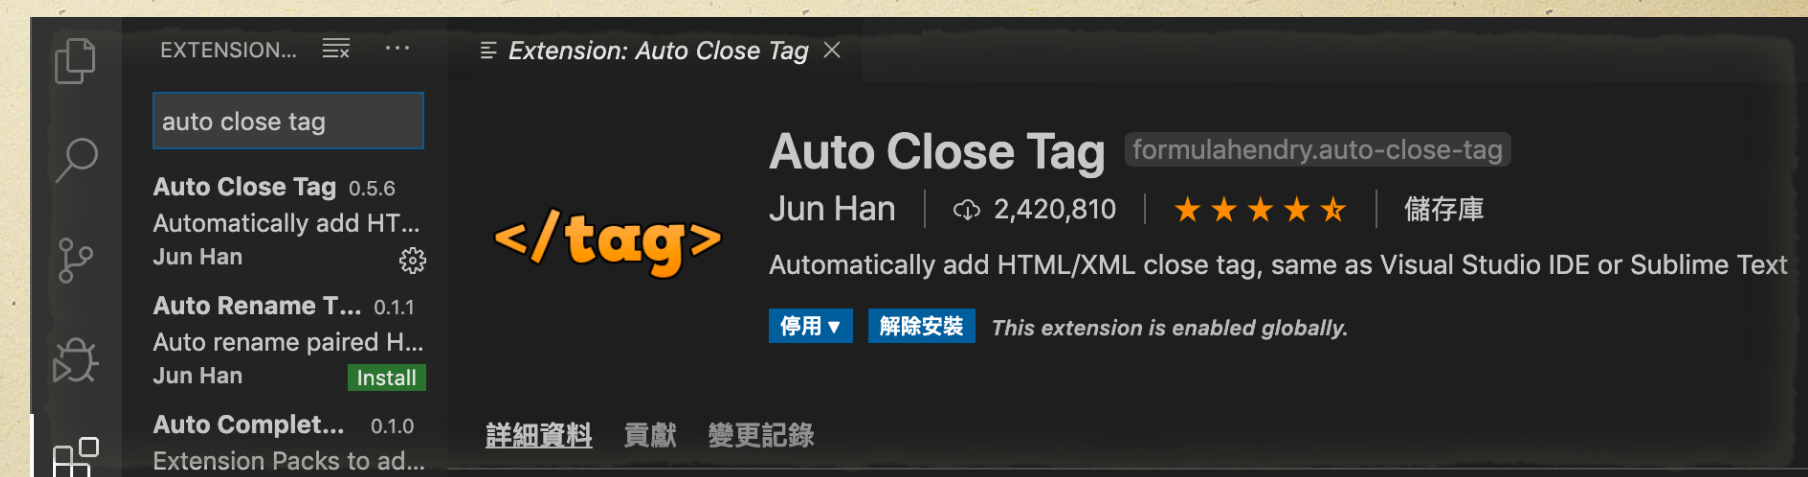 EXTENSION...
auto close tag
Auto Close Tag 0.5.6
Automatically add HT...
Jun Han
Auto Rename T... 0.1.1
Auto rename paired H...
Jun Han Install
Auto Complet... 0.1.0
Extension Packs to ad...
Extension: Auto Close Tag
</tag>
Auto Close Tag formulahendry.auto-close-tag
Jun Han 2,420,810 儲存庫
Automatically add HTML/XML close tag, same as Visual Studio IDE or Sublime Text
停用 解除安裝 This extension is enabled globally.
詳細資料 貢獻 變更記錄